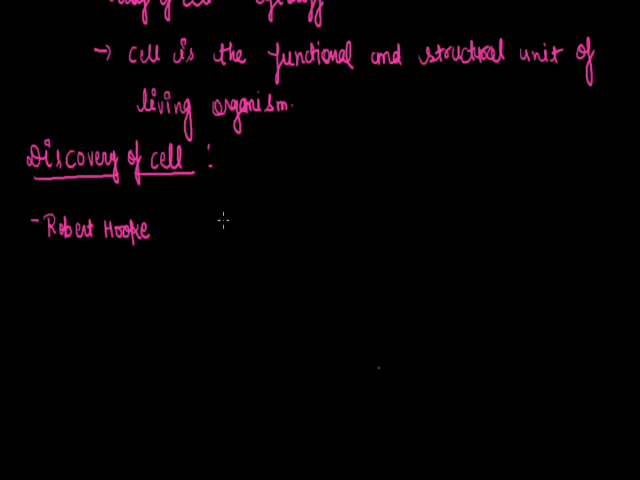 → cell is the functional and structural unit of
living organism.
Discovery of cell :
- Robert Hooke